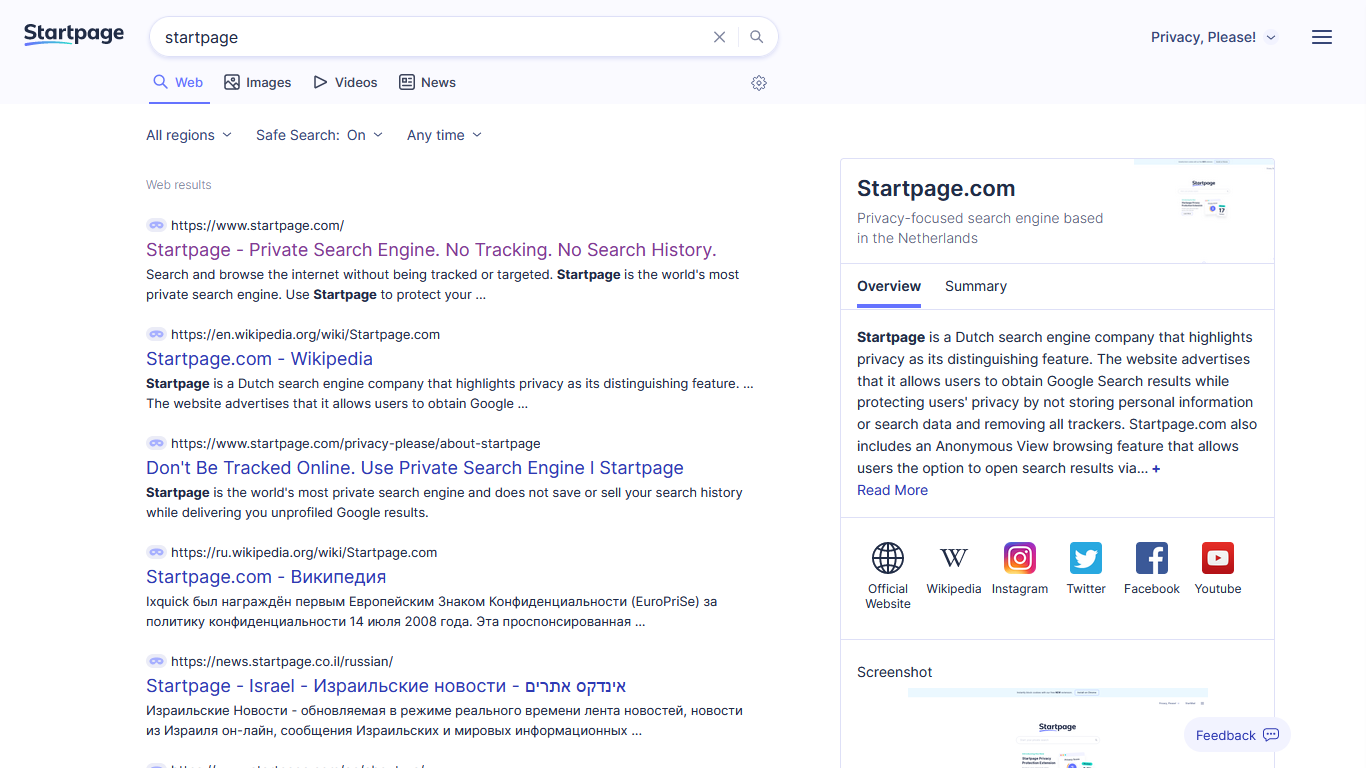 Startpage
startpage
Privacy, Please!
Web
Images
Videos
News
All regions
Safe Search: On
Any time
Web results
https://www.startpage.com/
Startpage - Private Search Engine. No Tracking. No Search History.
Search and browse the internet without being tracked or targeted. Startpage is the world's most
private search engine. Use Startpage to protect your ...
https://en.wikipedia.org/wiki/Startpage.com
Startpage.com - Wikipedia
Startpage is a Dutch search engine company that highlights privacy as its distinguishing feature. ...
The website advertises that it allows users to obtain Google ...
https://www.startpage.com/privacy-please/about-startpage
Don't Be Tracked Online. Use Private Search Engine I Startpage
Startpage is the world's most private search engine and does not save or sell your search history
while delivering you unprofiled Google results.
https://ru.wikipedia.org/wiki/Startpage.com
Startpage.com - Википедия
Ixquick был награждён первым Европейским Знаком Конфиденциальности (EuroPriSe) за
политику конфиденциальности 14 июля 2008 года. Эта проспонсированная ...
https://news.startpage.co.il/russian/
Startpage - Israel - Израильские новости - אינדקס אתרים
Израильские Новости - обновляемая в режиме реального времени лента новостей, новости
из Израиля он-лайн, сообщения Израильских и мировых информационных ...
Startpage.com
Privacy-focused search engine based
in the Netherlands
Startpage
Overview
Summary
Startpage is a Dutch search engine company that highlights
privacy as its distinguishing feature. The website advertises
that it allows users to obtain Google Search results while
protecting users' privacy by not storing personal information
or search data and removing all trackers. Startpage.com also
includes an Anonymous View browsing feature that allows
users the option to open search results via... +
Read More
Official
Website
Wikipedia
Instagram
Twitter
Facebook
Youtube
Screenshot
Startpage
Startpage Privacy
Protection Extension
Feedback